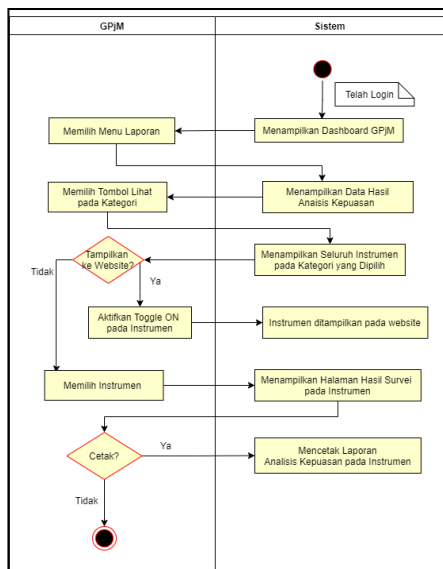 GPjM
Sistem
Telah Login
Memilih Menu Laporan
Menampilkan Dashboard GPjM
Memilih Tombol Lihat
pada Kategori
Menampilkan Data Hasil
Anaisis Kepuasan
Tampilkan
ke Website?
Menampilkan Seluruh Instrumen
pada Kategori yang Dipilih
Tidak
Ya
Aktifkan Toggle ON
pada Instrumen
Instrumen ditampilkan pada website
Memilih Instrumen
Menampilkan Halaman Hasil Survei
pada Instrumen
Cetak?
Ya
Mencetak Laporan
Analisis Kepuasan pada Instrumen
Tidak